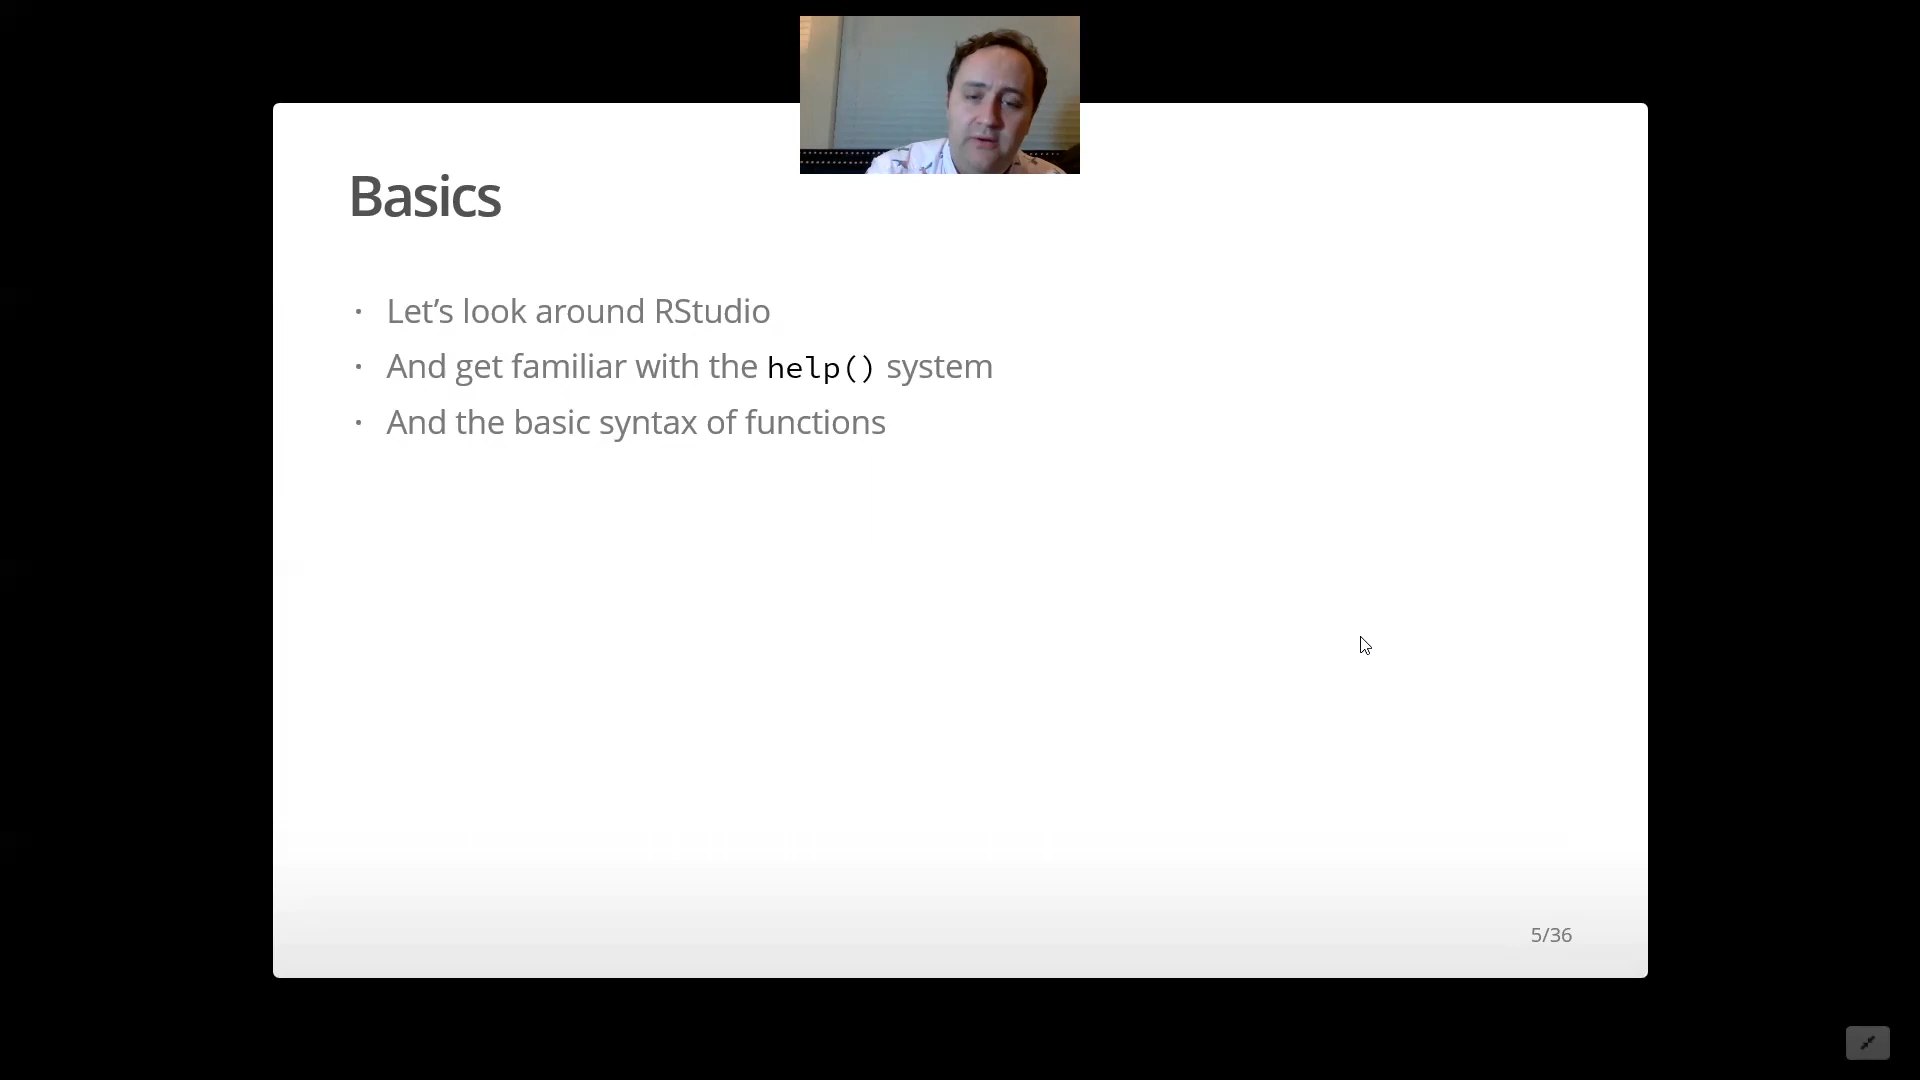 Basics
· Let’s look around RStudio
· And get familiar with the help() system
· And the basic syntax of functions
5/36